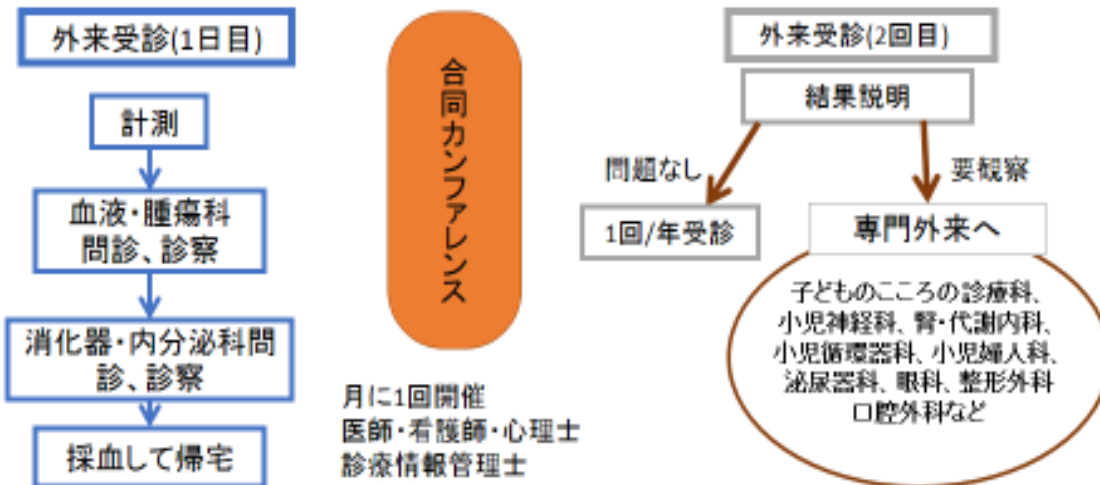 外来受診(1日目)
計測
血液・腫瘍科
問診、診察
消化器・内分泌科問
診、診察
採血して帰宅
合同カンファレンス
月に1回開催
医師・看護師・心理士
診療情報管理士
外来受診(2回目)
結果説明
問題なし
要観察
1回/年受診
専門外来へ
子どものこころの診療科、
小児神経科、腎・代謝内科、
小児循環器科、小児婦人科、
泌尿器科、眼科、整形外科
口腔外科など